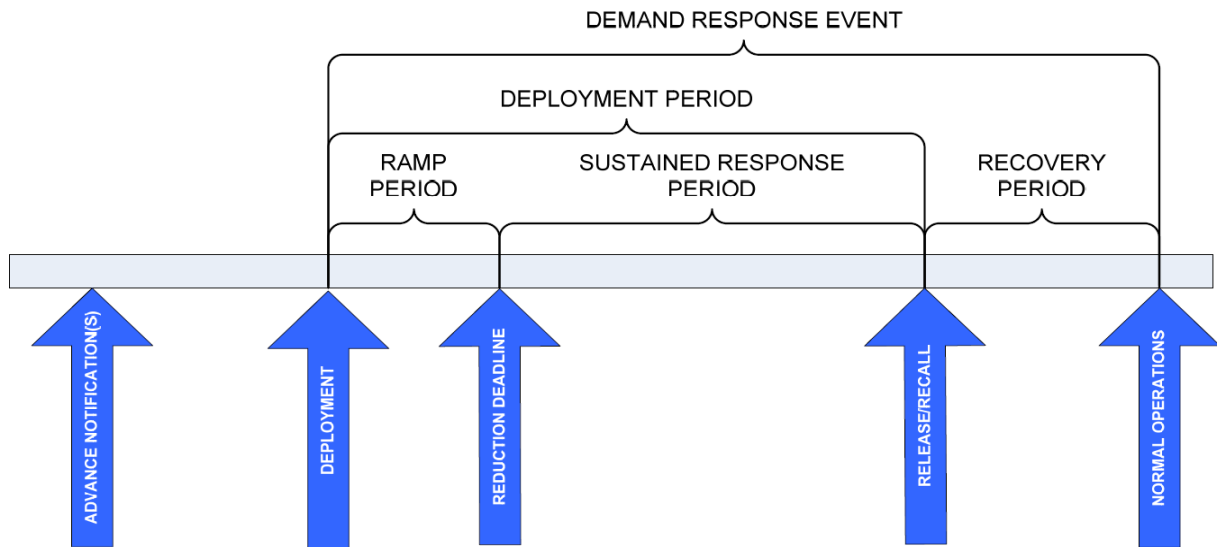 DEMAND RESPONSE EVENT
DEPLOYMENT PERIOD
RAMP
PERIOD
SUSTAINED RESPONSE
PERIOD
RECOVERY
PERIOD
ADVANCE NOTIFICATION(S)
DEPLOYMENT
REDUCTION DEADLINE
RELEASE/RECALL
NORMAL OPERATIONS